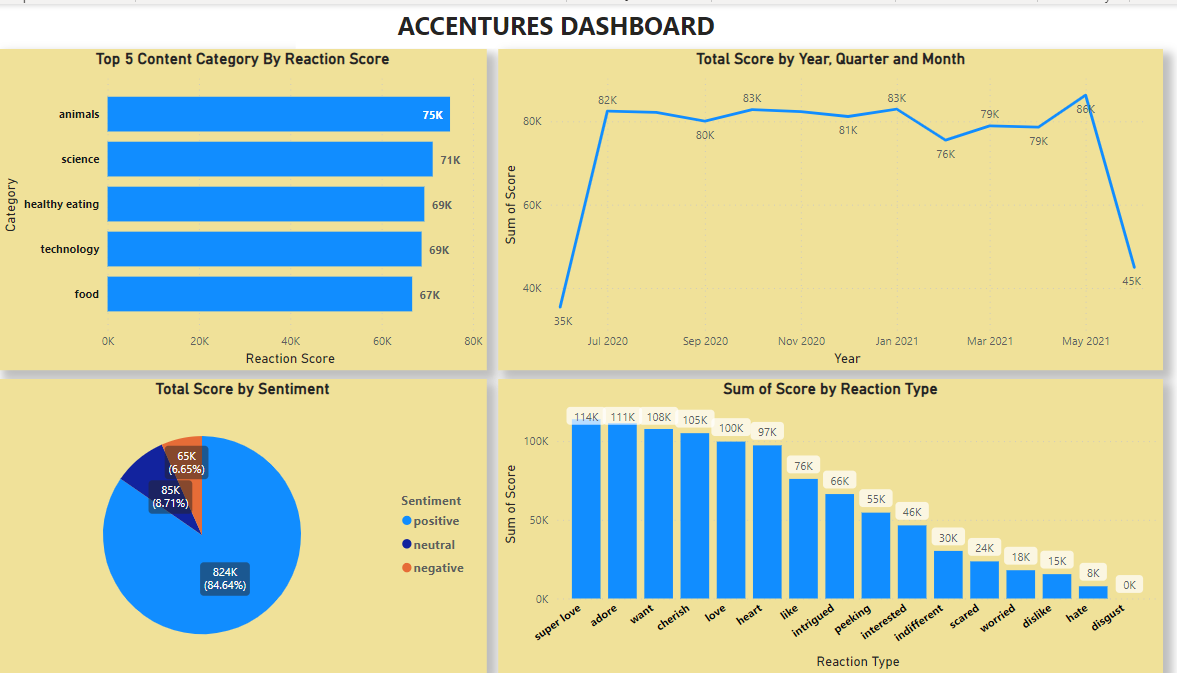 ACCENTURES DASHBOARD
Top 5 Content Category By Reaction Score
Category
animals
75K
science
71K
healthy eating
69K
technology
69K
food
67K
0K 20K 40K 60K 80K
Reaction Score
Total Score by Year, Quarter and Month
Sum of Score
80K
60K
40K
35K
82K
80K
83K
81K
83K
76K
79K
79K
86K
45K
Jul 2020 Sep 2020 Nov 2020 Jan 2021 Mar 2021 May 2021
Year
Total Score by Sentiment
65K
(6.65%)
85K
(8.71%)
824K
(84.64%)
Sentiment
positive
neutral
negative
Sum of Score by Reaction Type
Sum of Score
100K
50K
0K
114K 111K 108K 105K 100K 97K 76K 66K 55K 46K 30K 24K 18K 15K 8K 0K
super love adore want cherish love heart like intrigued peeking interested indifferent scared worried dislike hate disgust
Reaction Type